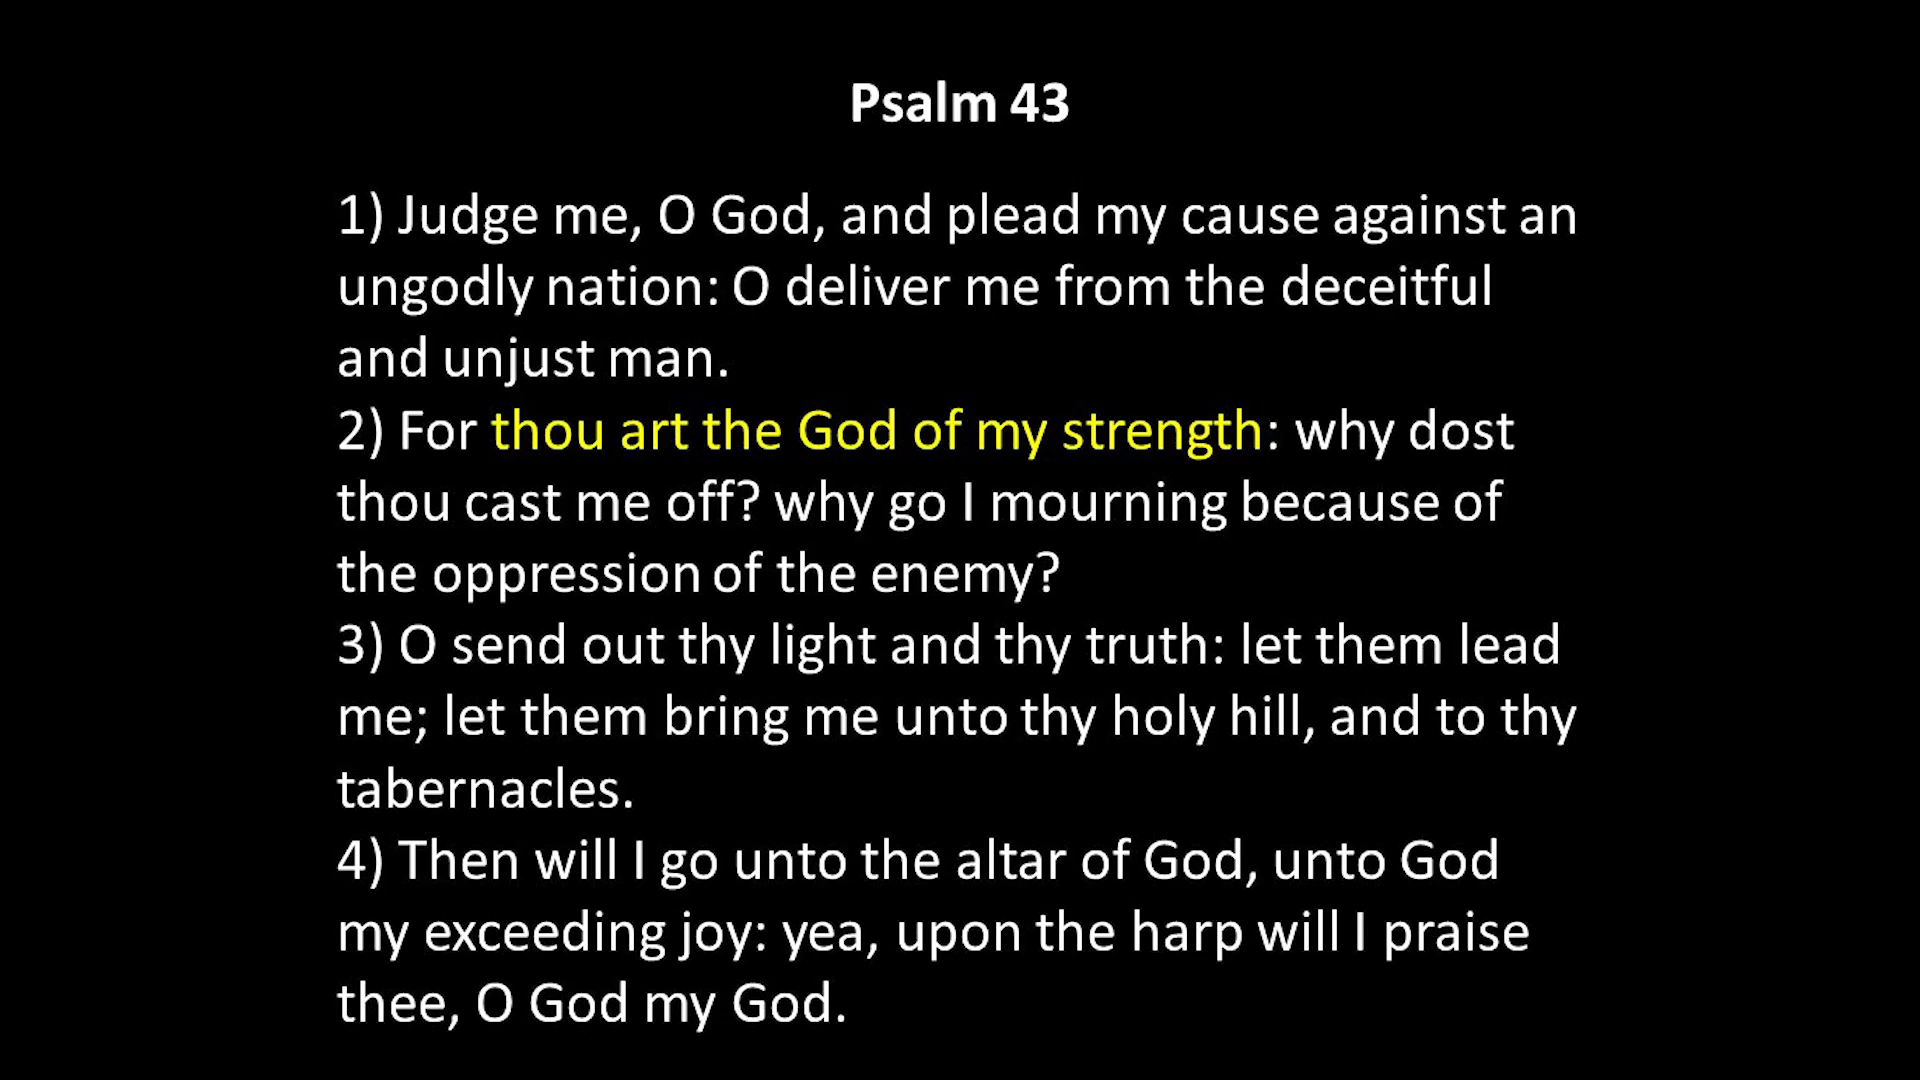 Psalm 43
1) Judge me, O God, and plead my cause against an
ungodly nation: O deliver me from the deceitful
and unjust man.
2) For thou art the God of my strength: why dost
thou cast me off? why go I mourning because of
the oppression of the enemy?
3) O send out thy light and thy truth: let them lead
me; let them bring me unto thy holy hill, and to thy
tabernacles.
4) Then will I go unto the altar of God, unto God
my exceeding joy: yea, upon the harp will I praise
thee, O God my God.